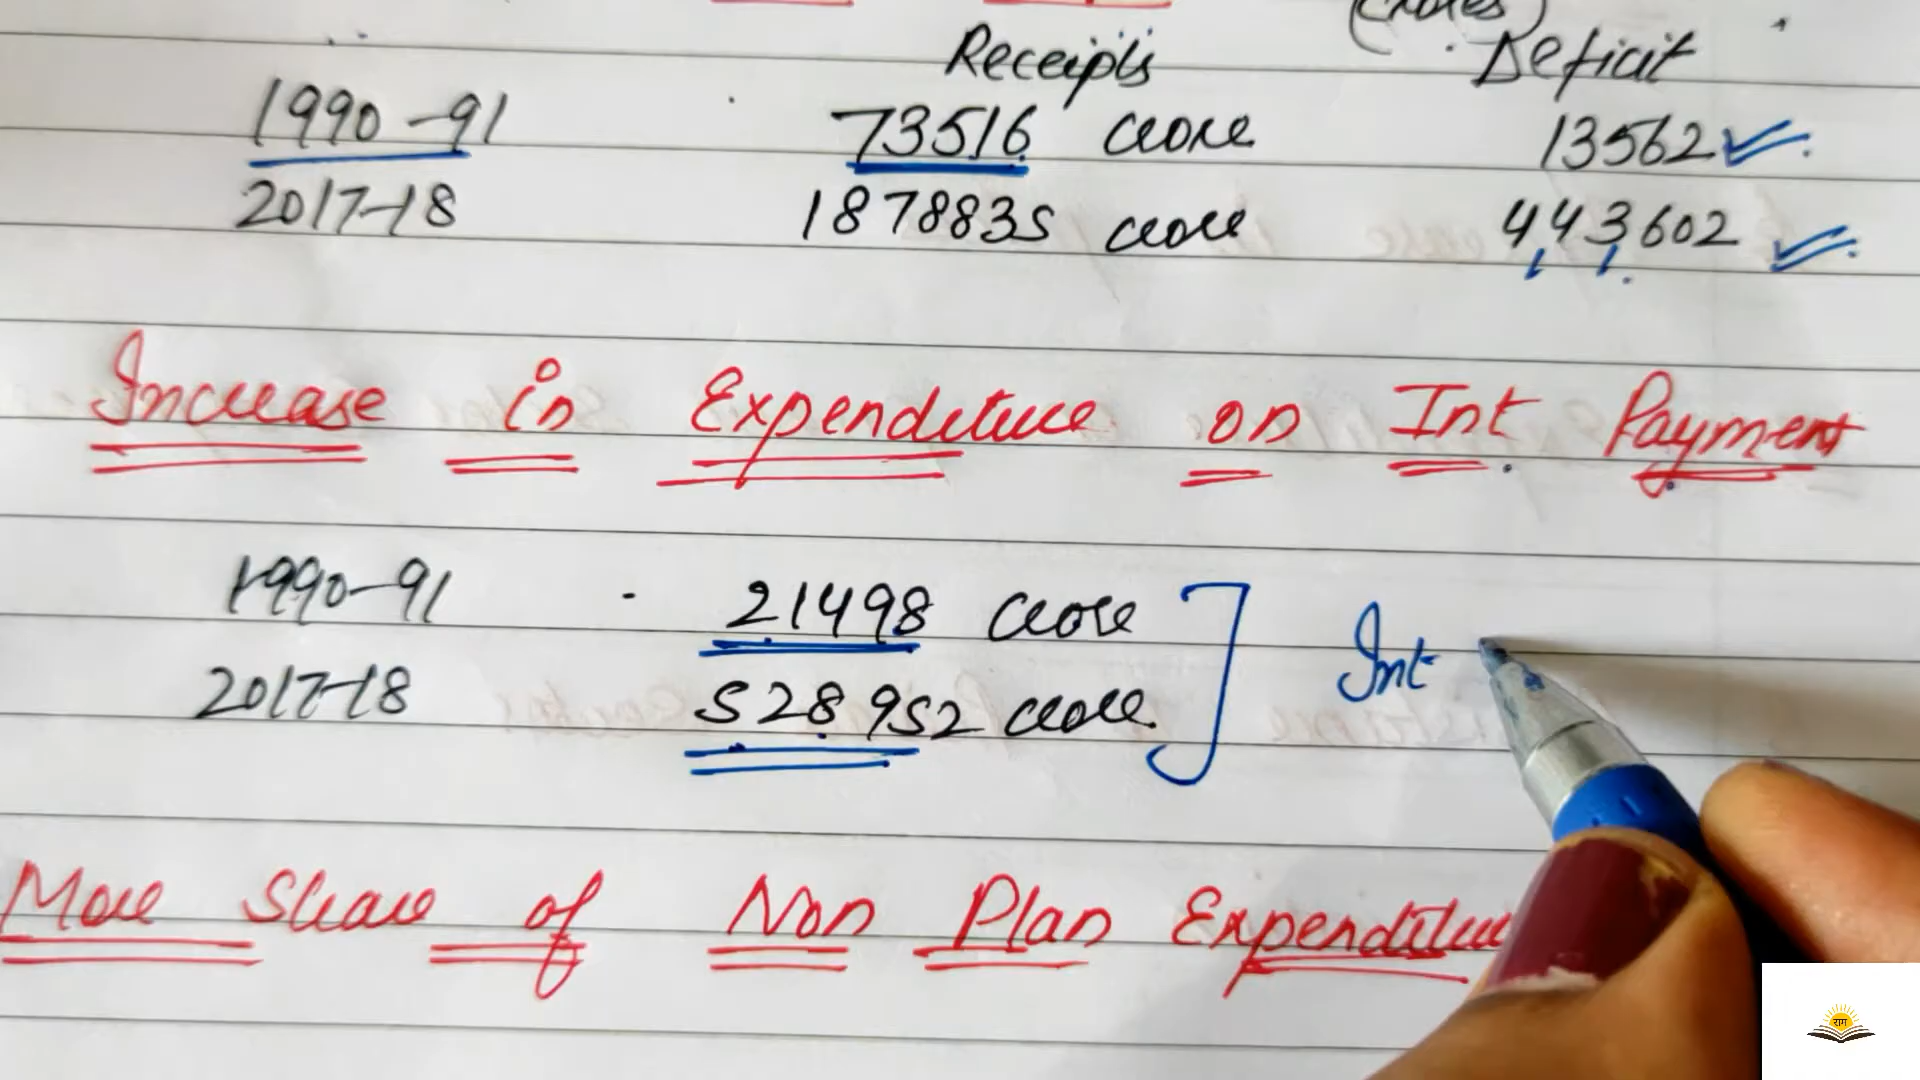 (Notes)
Receipts Deficit
1990-91 73516 crore 13562
2017-18 1878835 crore 443602
Increase in Expenditure on Int Payment
1990-91 21498 crore
2017-18 528952 crore
Int
More Share of Non Plan Expenditure
राम